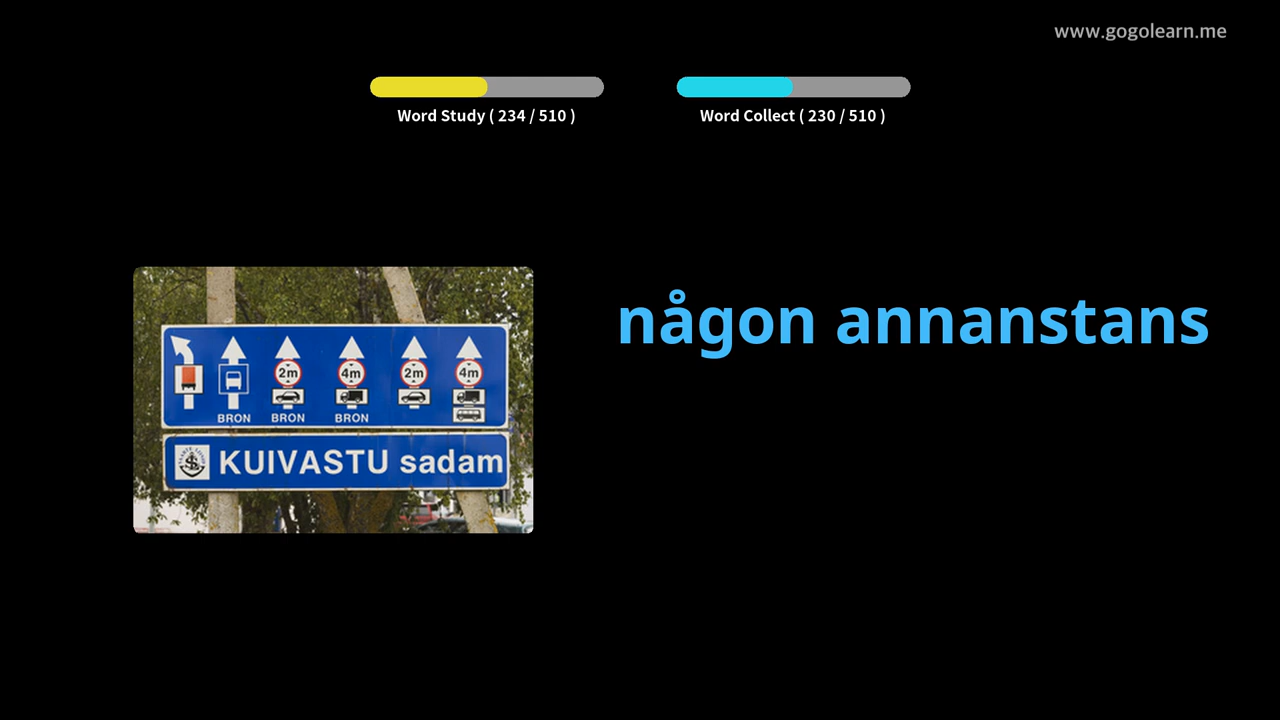 www.gogolearn.me
Word Study ( 234 / 510 )
Word Collect ( 230 / 510 )
någon annanstans
2m
4m
2m
4m
BRON
BRON
BRON
KUIVASTU sadam